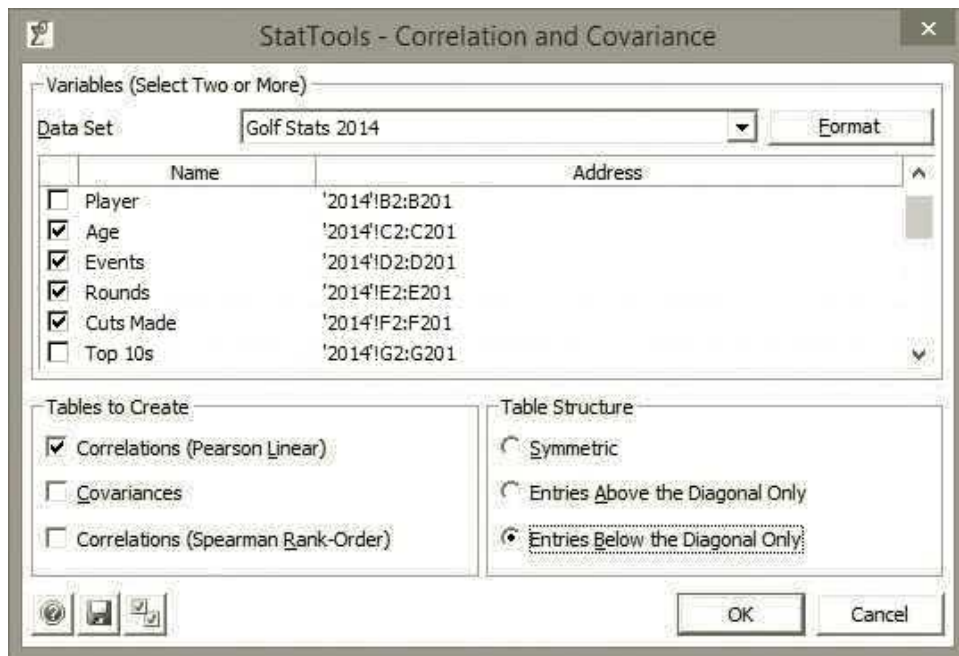 StatTools - Correlation and Covariance
Variables (Select Two or More)
Data Set Golf Stats 2014 Format
Name Address
Player '2014'!B2:B201
Age '2014'!C2:C201
Events '2014'!D2:D201
Rounds '2014'!E2:E201
Cuts Made '2014'!F2:F201
Top 10s '2014'!G2:G201
Tables to Create
Correlations (Pearson Linear)
Covariances
Correlations (Spearman Rank-Order)
Table Structure
Symmetric
Entries Above the Diagonal Only
Entries Below the Diagonal Only
OK Cancel